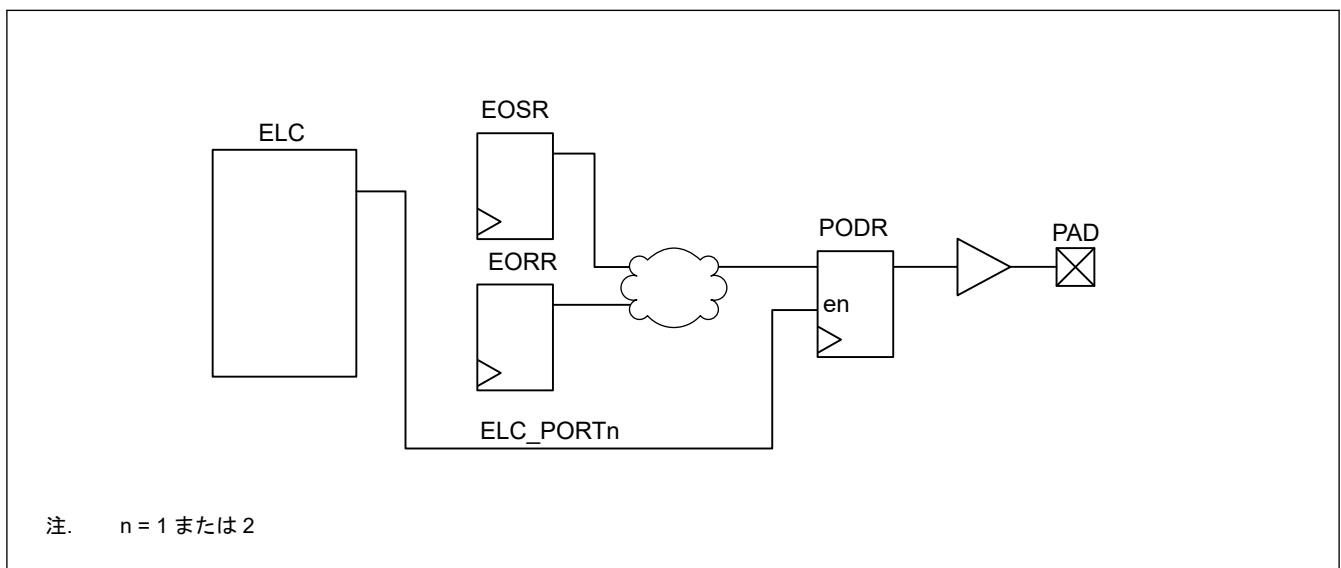 ELC
EOSR
EORR
PODR
en
PAD
ELC_PORTn
注. n = 1 または 2